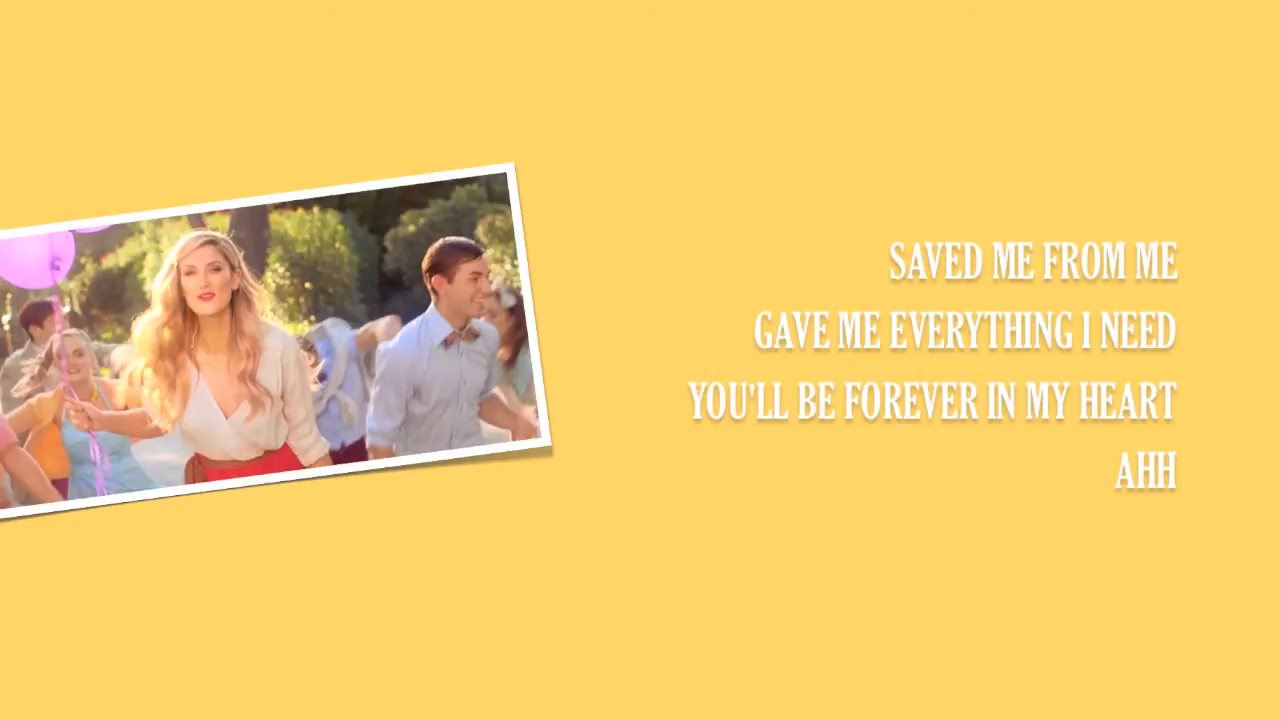 SAVED ME FROM ME
GAVE ME EVERYTHING I NEED
YOU'LL BE FOREVER IN MY HEART
AHH